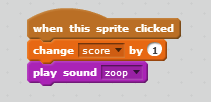 when this sprite clicked
change score by 1
play sound zoop